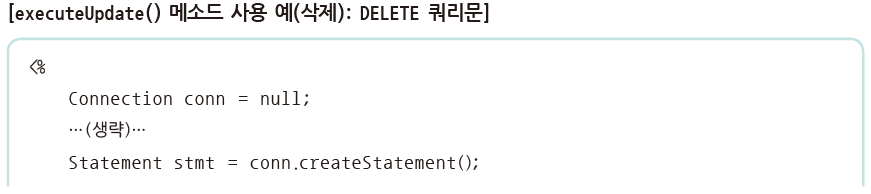 [executeUpdate() 메소드 사용 예(삭제): DELETE 쿼리문]
<%
Connection conn = null;
…(생략)…
Statement stmt = conn.createStatement();